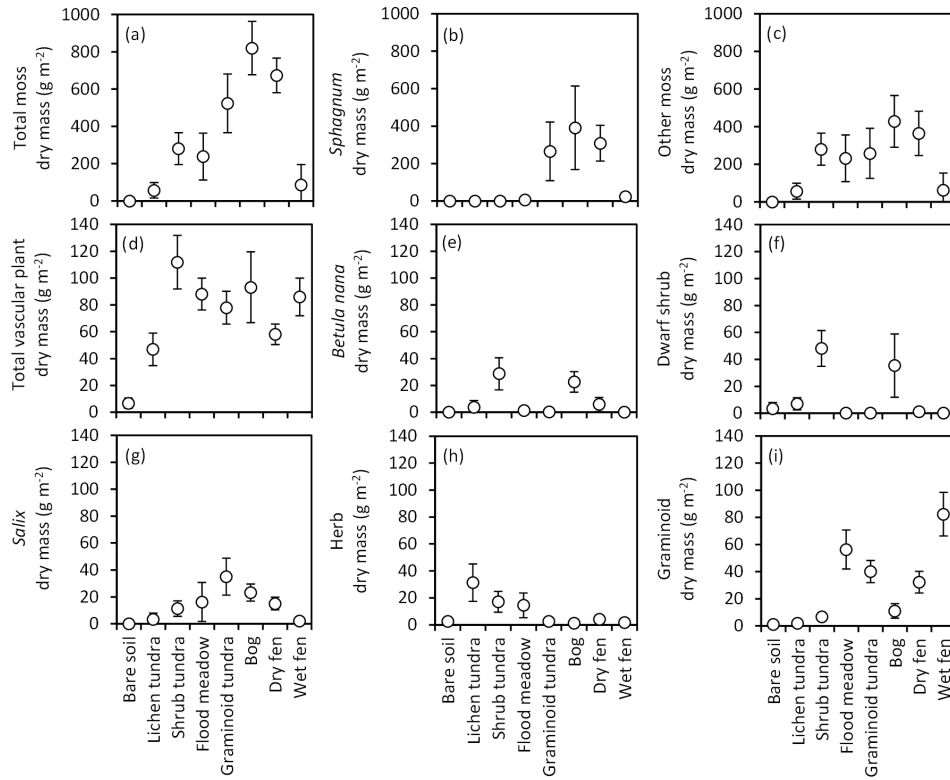 (a)
Total moss
dry mass (g m-2)
1000
800
600
400
200
0
(b)
Sphagnum
dry mass (g m-2)
1000
800
600
400
200
0
(c)
Other moss
dry mass (g m-2)
1000
800
600
400
200
0
(d)
Total vascular plant
dry mass (g m-2)
140
120
100
80
60
40
20
0
(e)
Betula nana
dry mass (g m-2)
140
120
100
80
60
40
20
0
(f)
Dwarf shrub
dry mass (g m-2)
140
120
100
80
60
40
20
0
(g)
Salix
dry mass (g m-2)
140
120
100
80
60
40
20
0
Bare soil
Lichen tundra
Shrub tundra
Flood meadow
Graminoid tundra
Bog
Dry fen
Wet fen
(h)
Herb
dry mass (g m-2)
140
120
100
80
60
40
20
0
Bare soil
Lichen tundra
Shrub tundra
Flood meadow
Graminoid tundra
Bog
Dry fen
Wet fen
(i)
Graminoid
dry mass (g m-2)
140
120
100
80
60
40
20
0
Bare soil
Lichen tundra
Shrub tundra
Flood meadow
Graminoid tundra
Bog
Dry fen
Wet fen